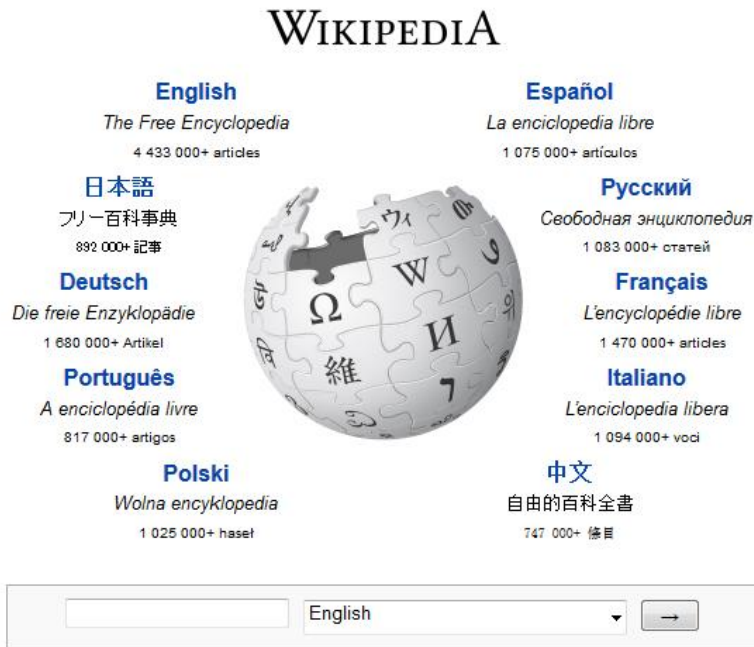 WIKIPEDIA
English
The Free Encyclopedia
4 433 000+ articles
Español
La enciclopedia libre
1 075 000+ artículos
日本語
フリー百科事典
892 000+ 記事
Русский
Свободная энциклопедия
1 083 000+ статей
Deutsch
Die freie Enzyklopädie
1 680 000+ Artikel
Français
L'encyclopédie libre
1 470 000+ articles
Português
A enciclopédia livre
817 000+ artigos
Italiano
L'enciclopedia libera
1 094 000+ voci
Polski
Wolna encyklopedia
1 025 000+ haseł
中文
自由的百科全書
747 000+ 條目
ウィ
W
Ω
И
維
7
English
→